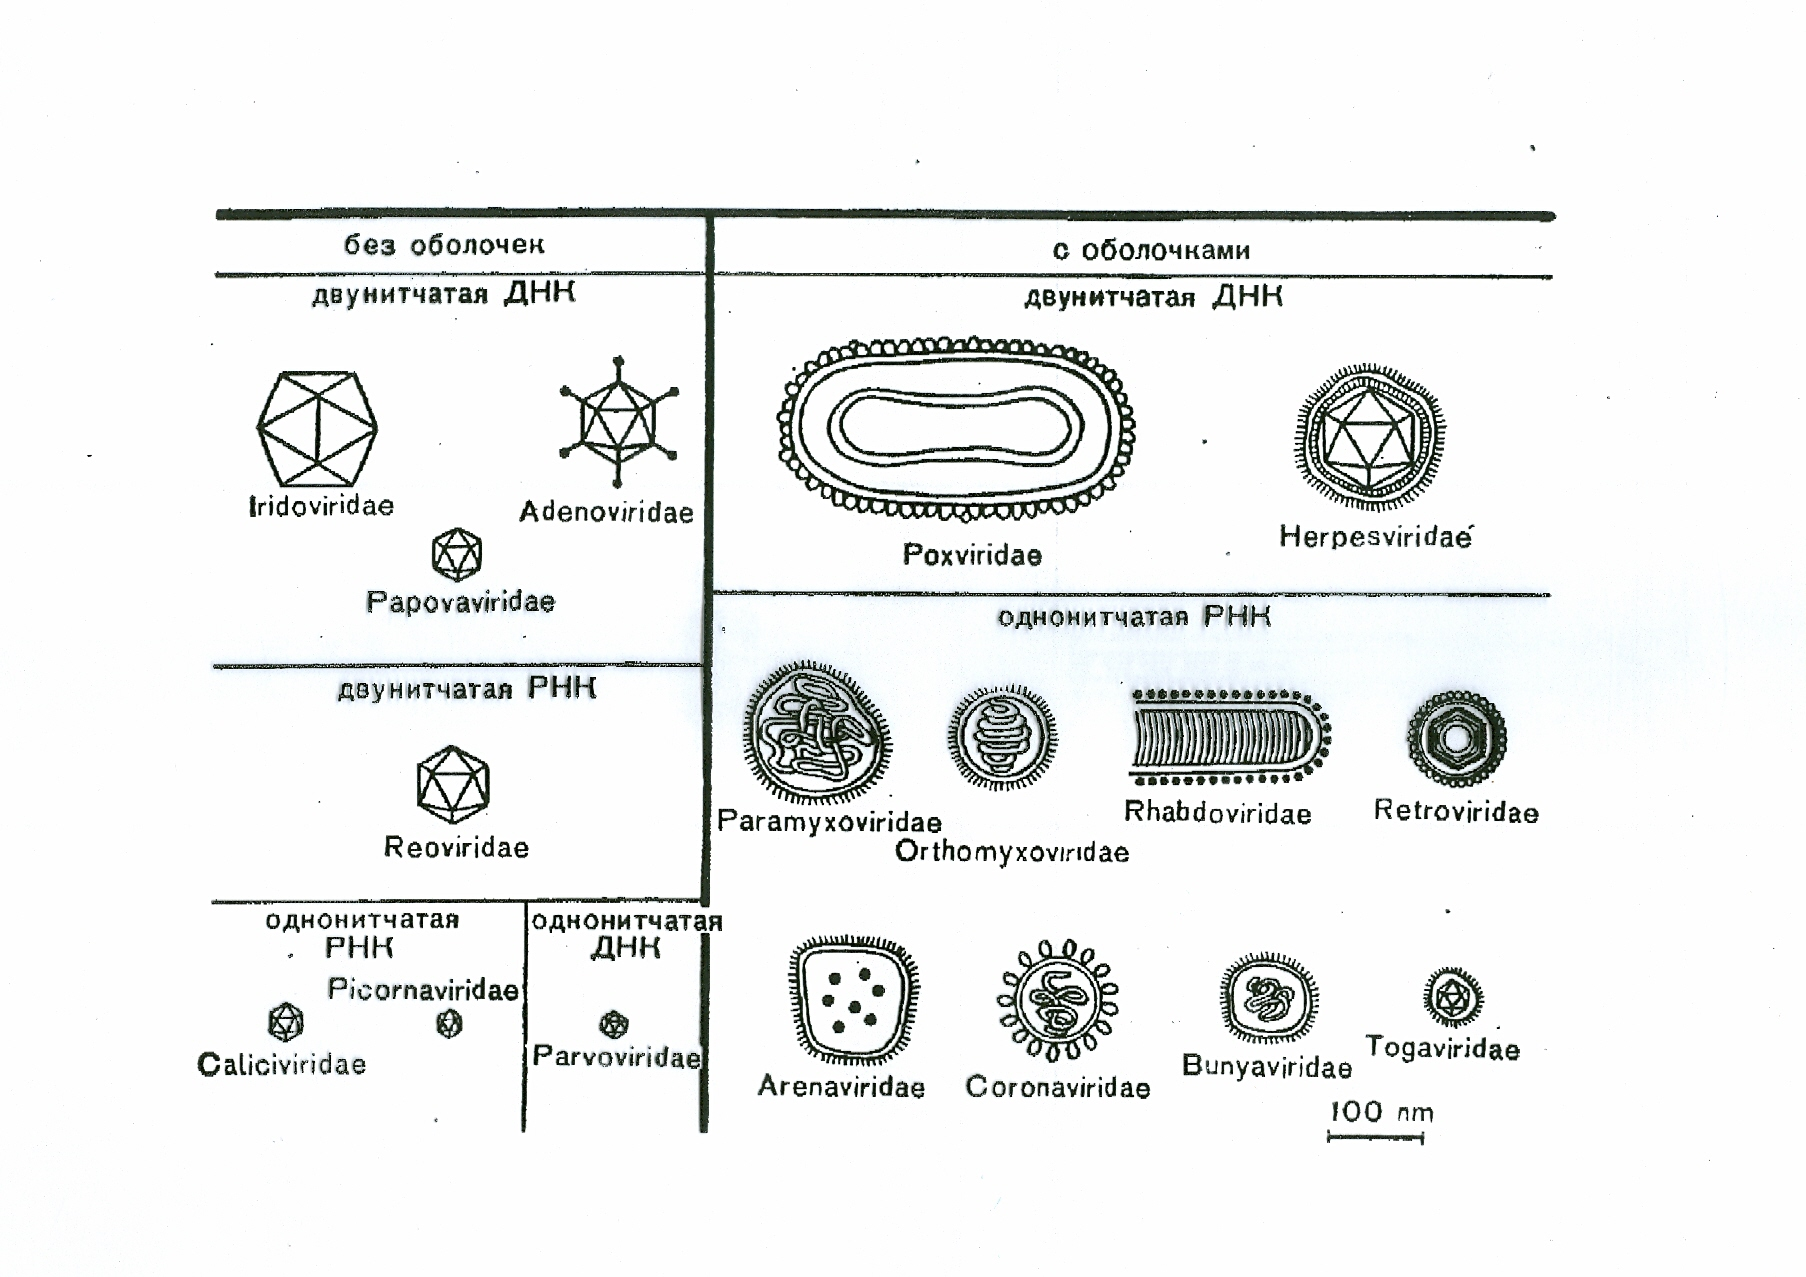 без оболочек
с оболочками
двунитчатая ДНК
двунитчатая ДНК
Iridoviridae
Adenoviridae
Papovaviridae
Poxviridae
Herpesviridae
двунитчатая РНК
Reoviridae
однонитчатая РНК
Paramyxoviridae
Orthomyxoviridae
Rhabdoviridae
Retroviridae
однонитчатая
РНК
Picornaviridae
Caliciviridae
однонитчатая
ДНК
Parvoviridae
Arenaviridae
Coronaviridae
Bunyaviridae
Togaviridae
100 nm